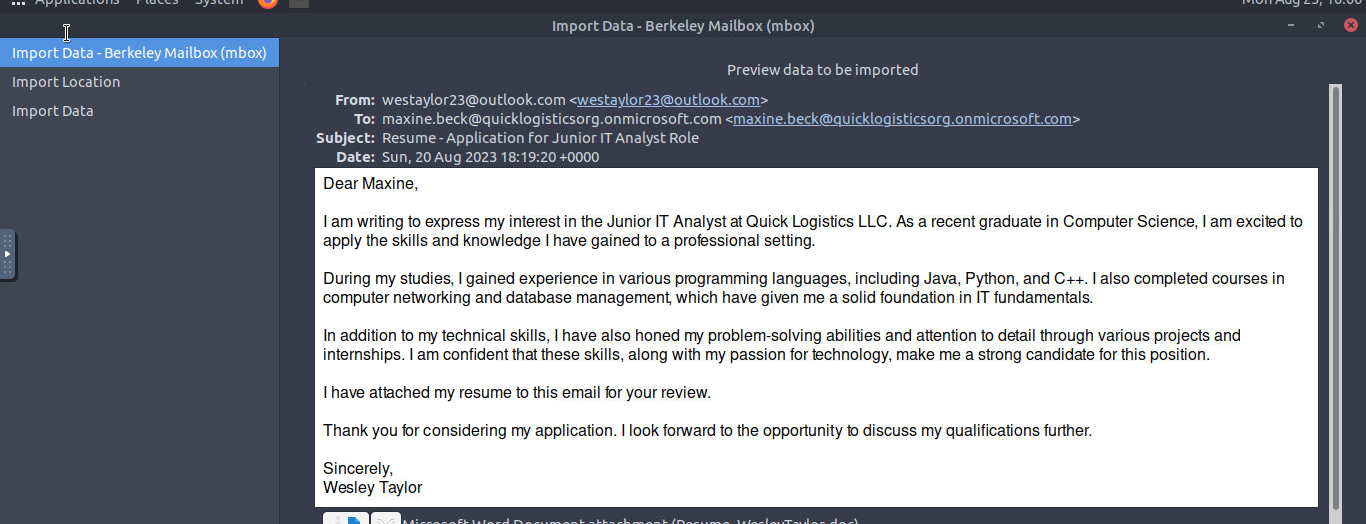 Applications Places System Mon Aug
Import Data - Berkeley Mailbox (mbox)
Import Data - Berkeley Mailbox (mbox)
Import Location
Import Data
Preview data to be imported
From: westaylor23@outlook.com <westaylor23@outlook.com>
To: maxine.beck@quicklogisticsorg.onmicrosoft.com <maxine.beck@quicklogisticsorg.onmicrosoft.com>
Subject: Resume - Application for Junior IT Analyst Role
Date: Sun, 20 Aug 2023 18:19:20 +0000
Dear Maxine,
I am writing to express my interest in the Junior IT Analyst at Quick Logistics LLC. As a recent graduate in Computer Science, I am excited to
apply the skills and knowledge I have gained to a professional setting.
During my studies, I gained experience in various programming languages, including Java, Python, and C++. I also completed courses in
computer networking and database management, which have given me a solid foundation in IT fundamentals.
In addition to my technical skills, I have also honed my problem-solving abilities and attention to detail through various projects and
internships. I am confident that these skills, along with my passion for technology, make me a strong candidate for this position.
I have attached my resume to this email for your review.
Thank you for considering my application. I look forward to the opportunity to discuss my qualifications further.
Sincerely,
Wesley Taylor
Microsoft Word Document attachment (Resume_WesleyTaylor.doc)